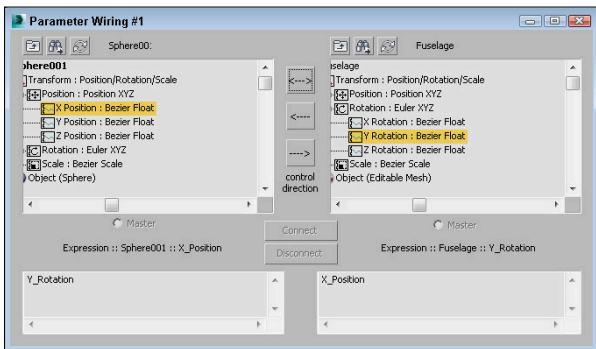 Parameter Wiring #1
Sphere00:
Fuselage
phere001
Transform : Position/Rotation/Scale
Position : Position XYZ
X Position : Bezier Float
Y Position : Bezier Float
Z Position : Bezier Float
Rotation : Euler XYZ
Scale : Bezier Scale
Object (Sphere)
<--->
<----
---->
control
direction
iselage
Transform : Position/Rotation/Scale
Position : Position XYZ
Rotation : Euler XYZ
X Rotation : Bezier Float
Y Rotation : Bezier Float
Z Rotation : Bezier Float
Scale : Bezier Scale
Object (Editable Mesh)
Master
Connect
Disconnect
Master
Expression :: Sphere001 :: X_Position
Expression :: Fuselage :: Y_Rotation
Y_Rotation
X_Position